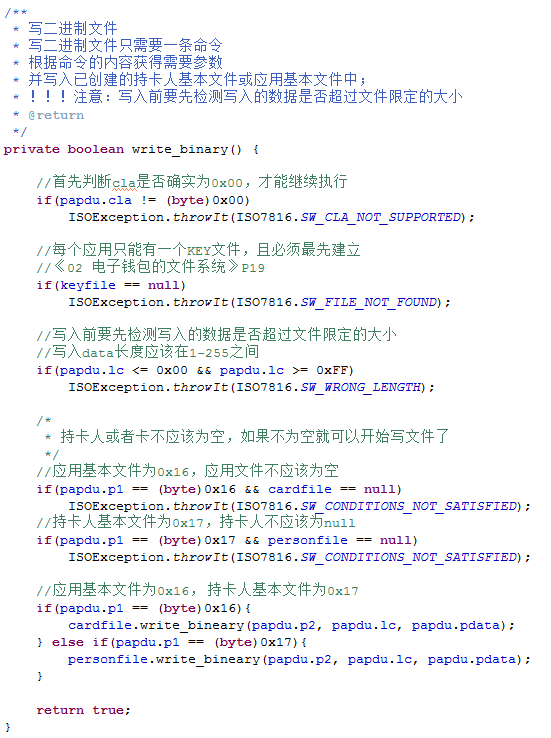 /**
 * 写二进制文件
 * 写二进制文件只需要一条命令
 * 根据命令的内容获得需要参数
 * 并写入已创建的持卡人基本文件或应用基本文件中;
 * !!!注意: 写入前要先检测写入的数据是否超过文件限定的大小
 * @return
 */
private boolean write_binary() {

    //首先判断cla是否确实为0x00，才能继续执行
    if(papdu.cla != (byte)0x00)
        ISOException.throwIt(ISO7816.SW_CLA_NOT_SUPPORTED);

    //每个应用只能有一个KEY文件，且必须最先建立
    //《02 电子钱包的文件系统》P19
    if(keyfile == null)
        ISOException.throwIt(ISO7816.SW_FILE_NOT_FOUND);

    //写入前要先检测写入的数据是否超过文件限定的大小
    //写入data长度应该在1-255之间
    if(papdu.lc <= 0x00 && papdu.lc >= 0xFF)
        ISOException.throwIt(ISO7816.SW_WRONG_LENGTH);

    /*
     * 持卡人或者卡不应该为空，如果不为空就可以开始写文件了
     */
    //应用基本文件为0x16，应用文件不应该为空
    if(papdu.p1 == (byte)0x16 && cardfile == null)
        ISOException.throwIt(ISO7816.SW_CONDITIONS_NOT_SATISFIED);
    //持卡人基本文件为0x17，持卡人不应该为null
    if(papdu.p1 == (byte)0x17 && personfile == null)
        ISOException.throwIt(ISO7816.SW_CONDITIONS_NOT_SATISFIED);

    //应用基本文件为0x16, 持卡人基本文件为0x17
    if(papdu.p1 == (byte)0x16){
        cardfile.write_bineary(papdu.p2, papdu.lc, papdu.pdata);
    } else if(papdu.p1 == (byte)0x17){
        personfile.write_bineary(papdu.p2, papdu.lc, papdu.pdata);
    }

    return true;
}